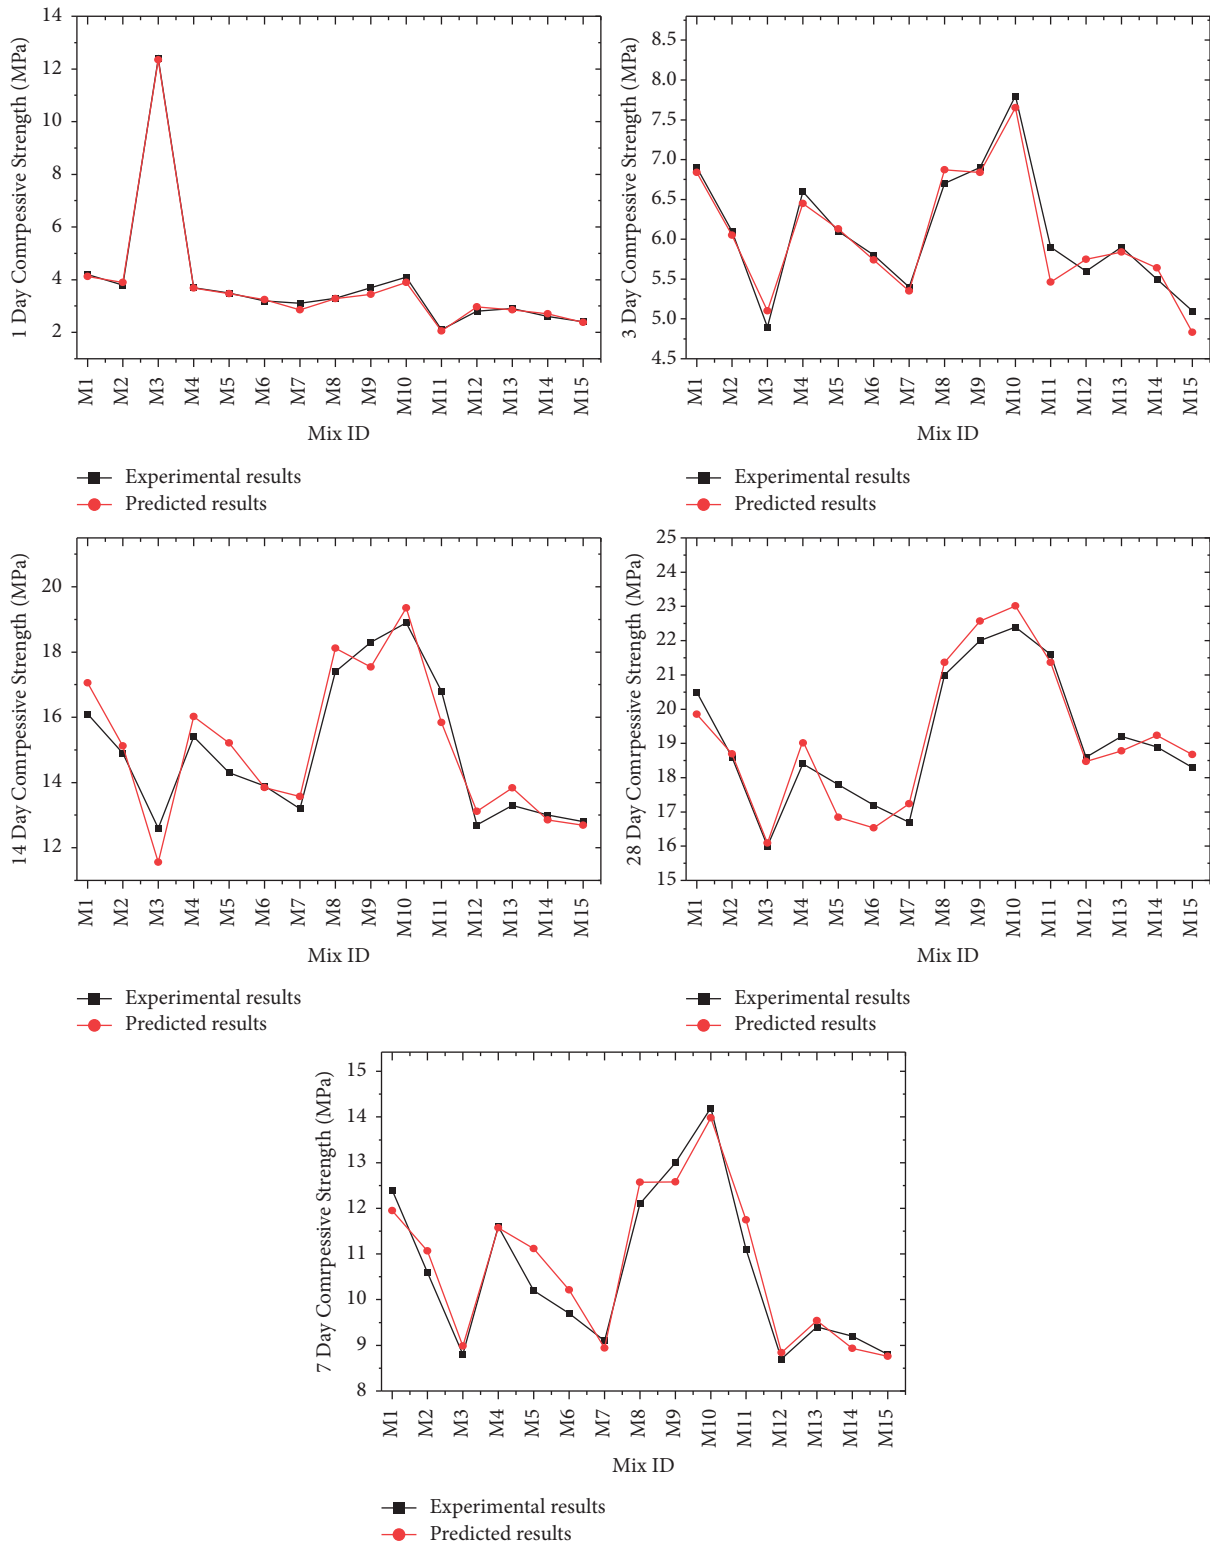 1 Day Comrpessive Strength (MPa)
14
12
10
8
6
4
2
M1 M2 M3 M4 M5 M6 M7 M8 M9 M10 M11 M12 M13 M14 M15
Mix ID
Experimental results
Predicted results
3 Day Comrpessive Strength (MPa)
8.5
8.0
7.5
7.0
6.5
6.0
5.5
5.0
4.5
M1 M2 M3 M4 M5 M6 M7 M8 M9 M10 M11 M12 M13 M14 M15
Mix ID
Experimental results
Predicted results
14 Day Comrpessive Strength (MPa)
20
18
16
14
12
M1 M2 M3 M4 M5 M6 M7 M8 M9 M10 M11 M12 M13 M14 M15
Mix ID
Experimental results
Predicted results
28 Day Comrpessive Strength (MPa)
25
24
23
22
21
20
19
18
17
16
15
M1 M2 M3 M4 M5 M6 M7 M8 M9 M10 M11 M12 M13 M14 M15
Mix ID
Experimental results
Predicted results
7 Day Comrpessive Strength (MPa)
15
14
13
12
11
10
9
8
M1 M2 M3 M4 M5 M6 M7 M8 M9 M10 M11 M12 M13 M14 M15
Mix ID
Experimental results
Predicted results